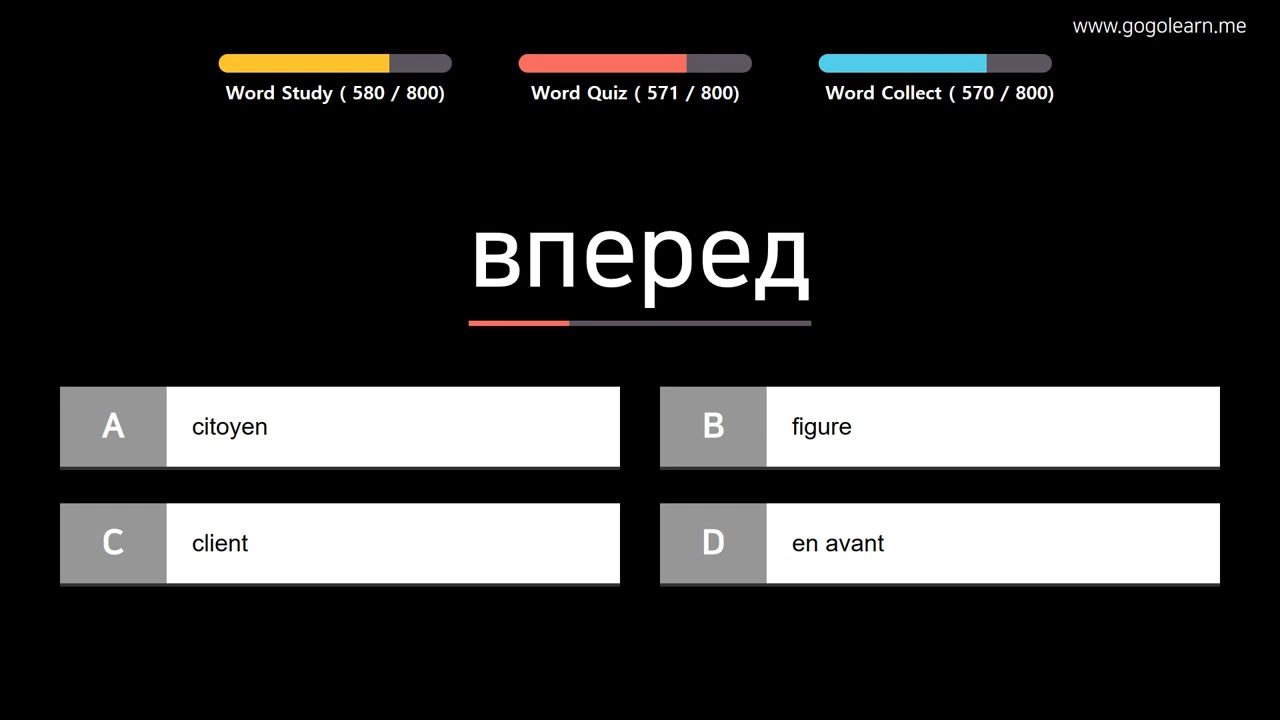 www.gogolearn.me
Word Study ( 580 / 800)
Word Quiz ( 571 / 800)
Word Collect ( 570 / 800)
вперед
A citoyen
B figure
C client
D en avant